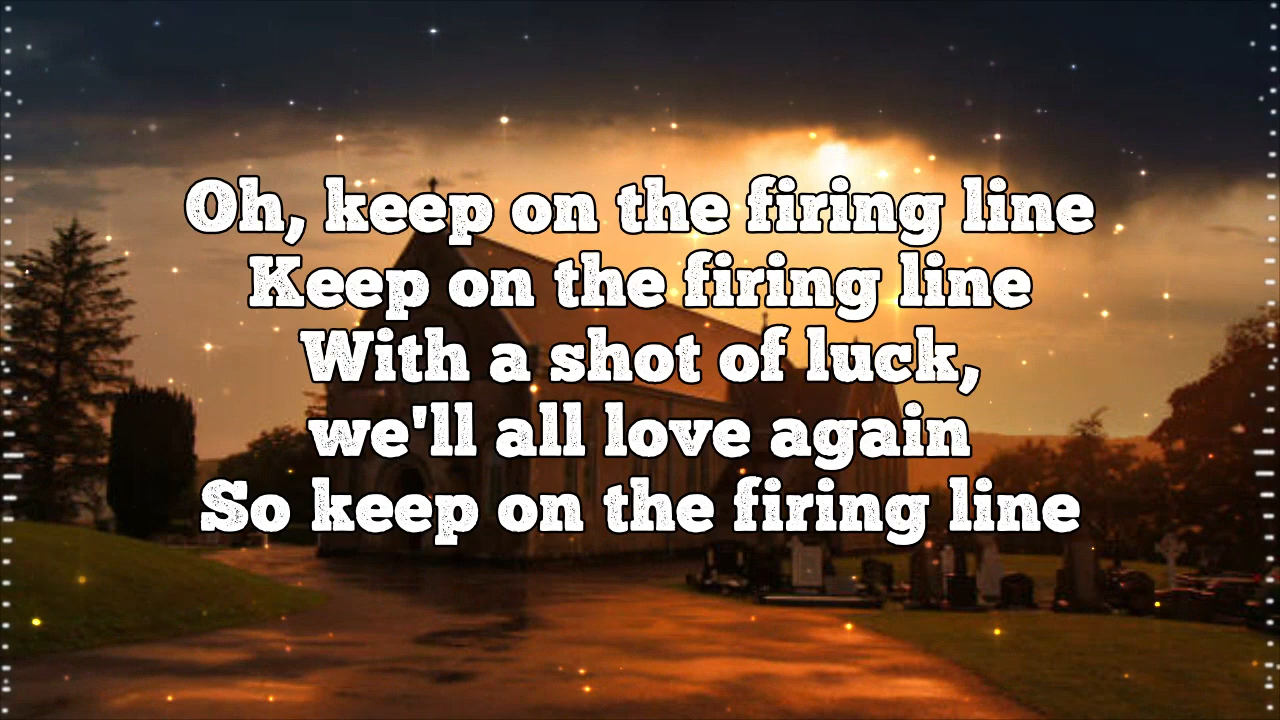 Oh, keep on the firing line
Keep on the firing line
With a shot of luck,
we'll all love again
So keep on the firing line